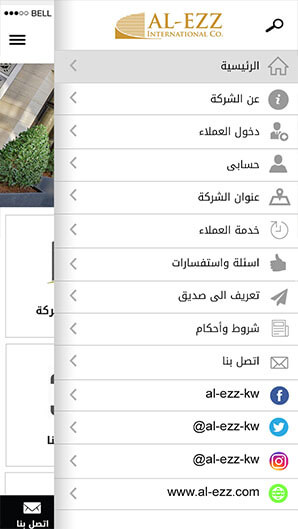 BELL
AL-EZZ
INTERNATIONAL CO.
الرئيسية
عن الشركة
دخول العملاء
حسابى
عنوان الشركة
خدمة العملاء
اسئلة واستفسارات
تعريف الى صديق
شروط وأحكام
اتصل بنا
al-ezz-kw
@al-ezz-kw
@al-ezz-kw
www.al-ezz.com
اتصل بنا